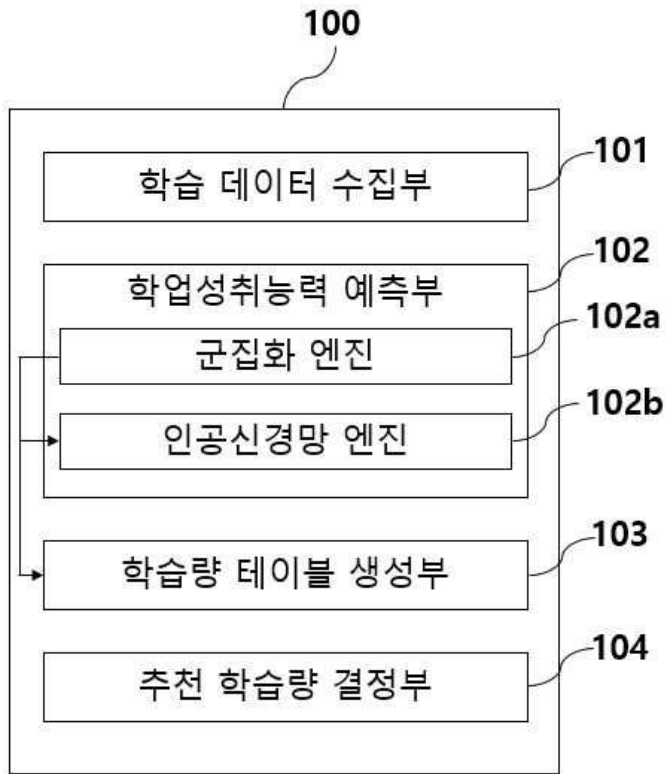 100
학습 데이터 수집부
101
학업성취능력 예측부
102
군집화 엔진
102a
인공신경망 엔진
102b
학습량 테이블 생성부
103
추천 학습량 결정부
104